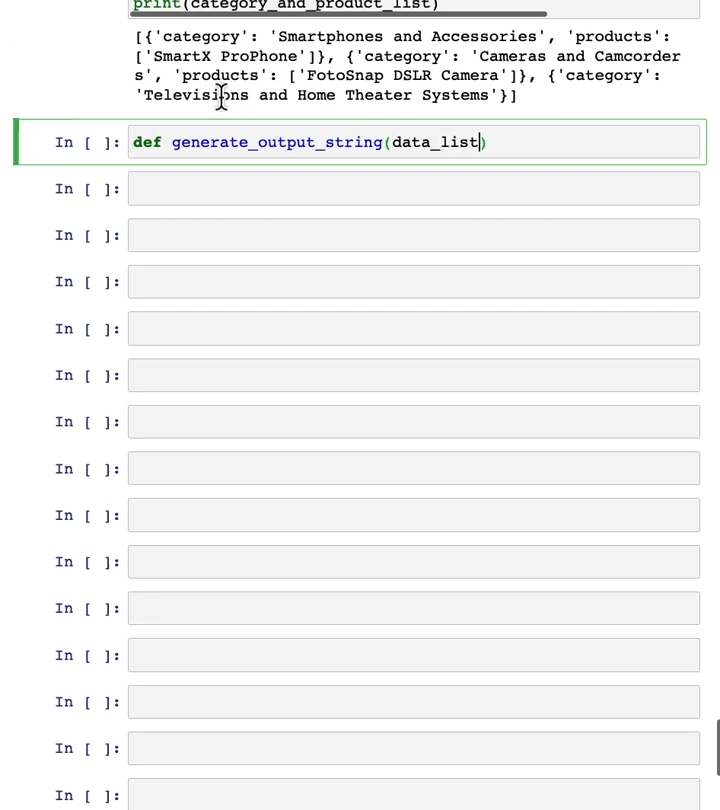 print(category_and_product_list)
[{'category': 'Smartphones and Accessories', 'products':
['SmartX ProPhone']}, {'category': 'Cameras and Camcorder
s', 'products': ['FotoSnap DSLR Camera']}, {'category':
'Televisions and Home Theater Systems'}]
In [ ]: def generate_output_string(data_list)
In [ ]:
In [ ]:
In [ ]:
In [ ]:
In [ ]:
In [ ]:
In [ ]:
In [ ]:
In [ ]:
In [ ]:
In [ ]:
In [ ]:
In [ ]:
In [ ]: